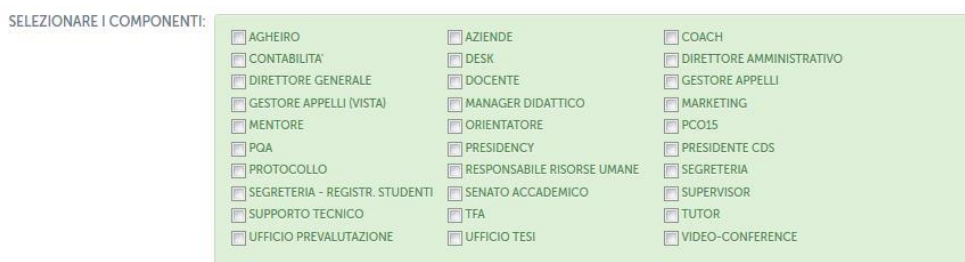 SELEZIONARE I COMPONENTI:
AGHEIRO AZIENDE COACH
CONTABILITA' DESK DIRETTORE AMMINISTRATIVO
DIRETTORE GENERALE DOCENTE GESTORE APPELLI
GESTORE APPELLI (VISTA) MANAGER DIDATTICO MARKETING
MENTORE ORIENTATORE PCO15
PQA PRESIDENCY PRESIDENTE CDS
PROTOCOLLO RESPONSABILE RISORSE UMANE SEGRETERIA
SEGRETERIA - REGISTR. STUDENTI SENATO ACCADEMICO SUPERVISOR
SUPPORTO TECNICO TFA TUTOR
UFFICIO PREVALUTAZIONE UFFICIO TESI VIDEO-CONFERENCE